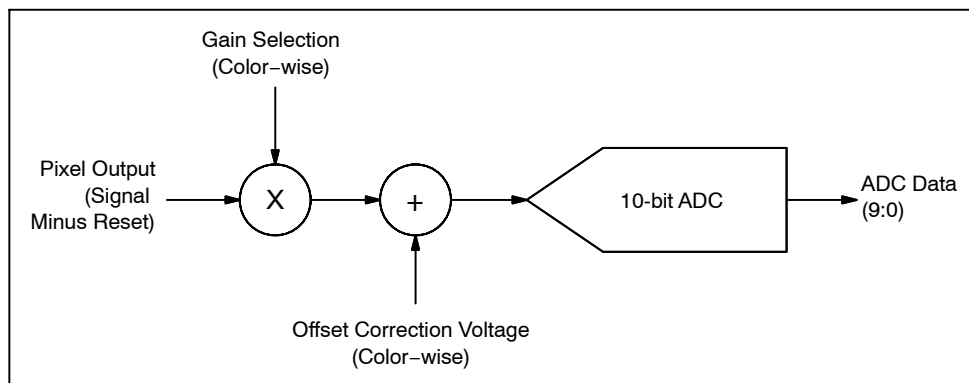 Gain Selection
(Color−wise)
Pixel Output
(Signal
Minus Reset)
X
+
10-bit ADC
ADC Data
(9:0)
Offset Correction Voltage
(Color−wise)